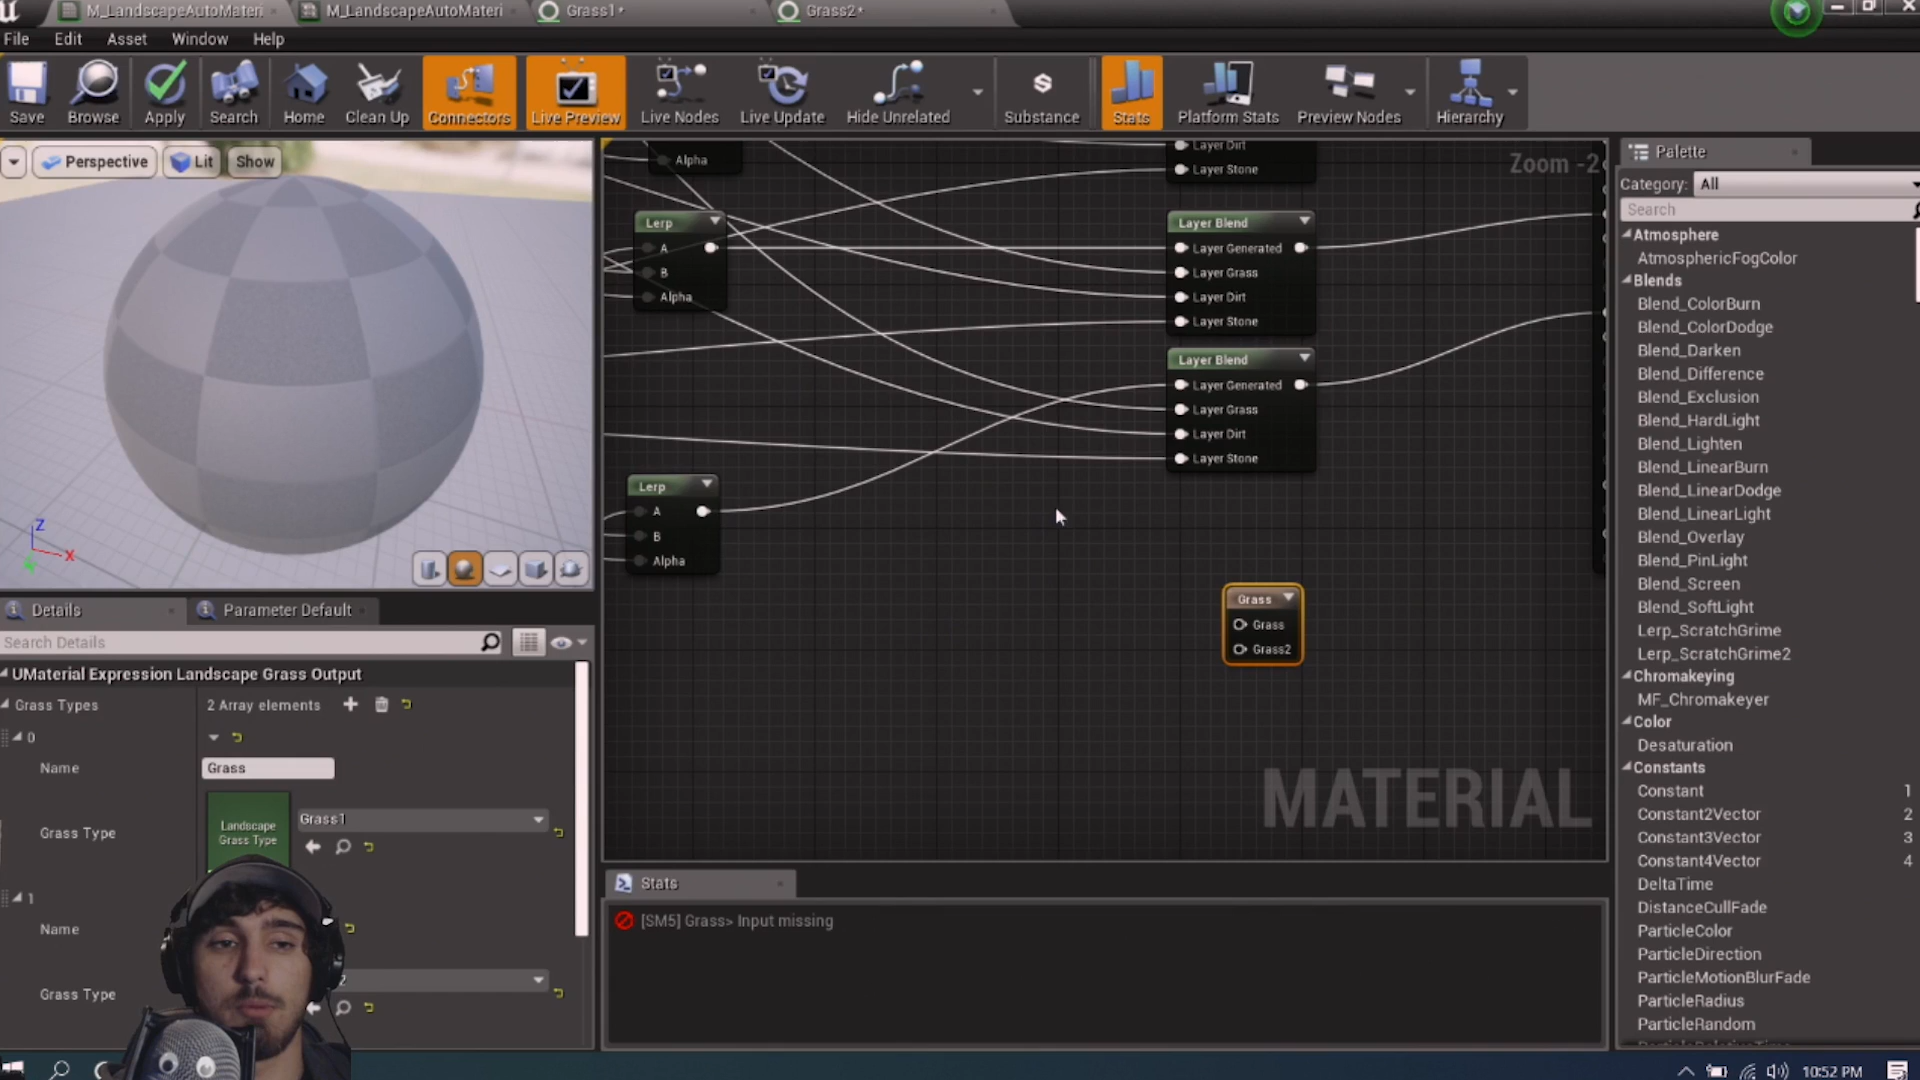 M_LandscapeAutoMateri
M_LandscapeAutoMateri
Grass1*
Grass2*
File Edit Asset Window Help
Save Browse Apply Search Home Clean Up Connectors Live Preview Live Nodes Live Update Hide Unrelated Substance Stats Platform Stats Preview Nodes Hierarchy
Perspective Lit Show
Z
X
Alpha
Lerp
A
B
Alpha
Lerp
A
B
Alpha
Layer Dirt
Layer Stone
Layer Blend
Layer Generated
Layer Grass
Layer Dirt
Layer Stone
Layer Blend
Layer Generated
Layer Grass
Layer Dirt
Layer Stone
Grass
Grass
Grass2
Zoom -2
MATERIAL
Details
Parameter Default
Search Details
UMaterial Expression Landscape Grass Output
Grass Types 2 Array elements
0
Name Grass
Grass Type
Landscape
Grass Type
Grass1
1
Name
Grass Type
2
Stats
[SM5] Grass> Input missing
Palette
Category: All
Search
Atmosphere
AtmosphericFogColor
Blends
Blend_ColorBurn
Blend_ColorDodge
Blend_Darken
Blend_Difference
Blend_Exclusion
Blend_HardLight
Blend_Lighten
Blend_LinearBurn
Blend_LinearDodge
Blend_LinearLight
Blend_Overlay
Blend_PinLight
Blend_Screen
Blend_SoftLight
Lerp_ScratchGrime
Lerp_ScratchGrime2
Chromakeying
MF_Chromakeyer
Color
Desaturation
Constants
Constant 1
Constant2Vector 2
Constant3Vector 3
Constant4Vector 4
DeltaTime
DistanceCullFade
ParticleColor
ParticleDirection
ParticleMotionBlurFade
ParticleRadius
ParticleRandom
10:52 PM